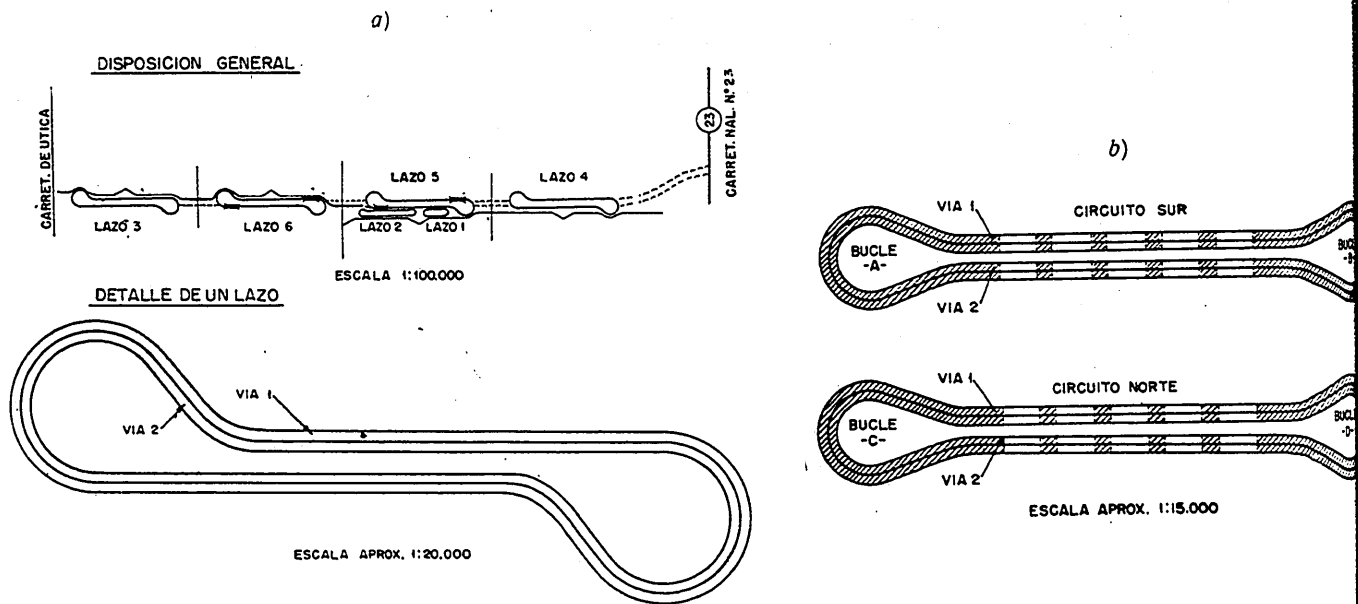 a)
DISPOSICION GENERAL
CARRET. DE UTICA
LAZO 3
LAZO 6
LAZO 5
LAZO 2
LAZO 1
LAZO 4
23
CARRET. NAL. N.º 23
ESCALA 1:100.000
DETALLE DE UN LAZO
VIA 1
VIA 2
ESCALA APROX. 1:20.000
b)
VIA 1
CIRCUITO SUR
BUCLE
-A-
BUCLE
-B-
VIA 2
VIA 1
CIRCUITO NORTE
BUCLE
-C-
BUCLE
-D-
VIA 2
ESCALA APROX. 1:15.000